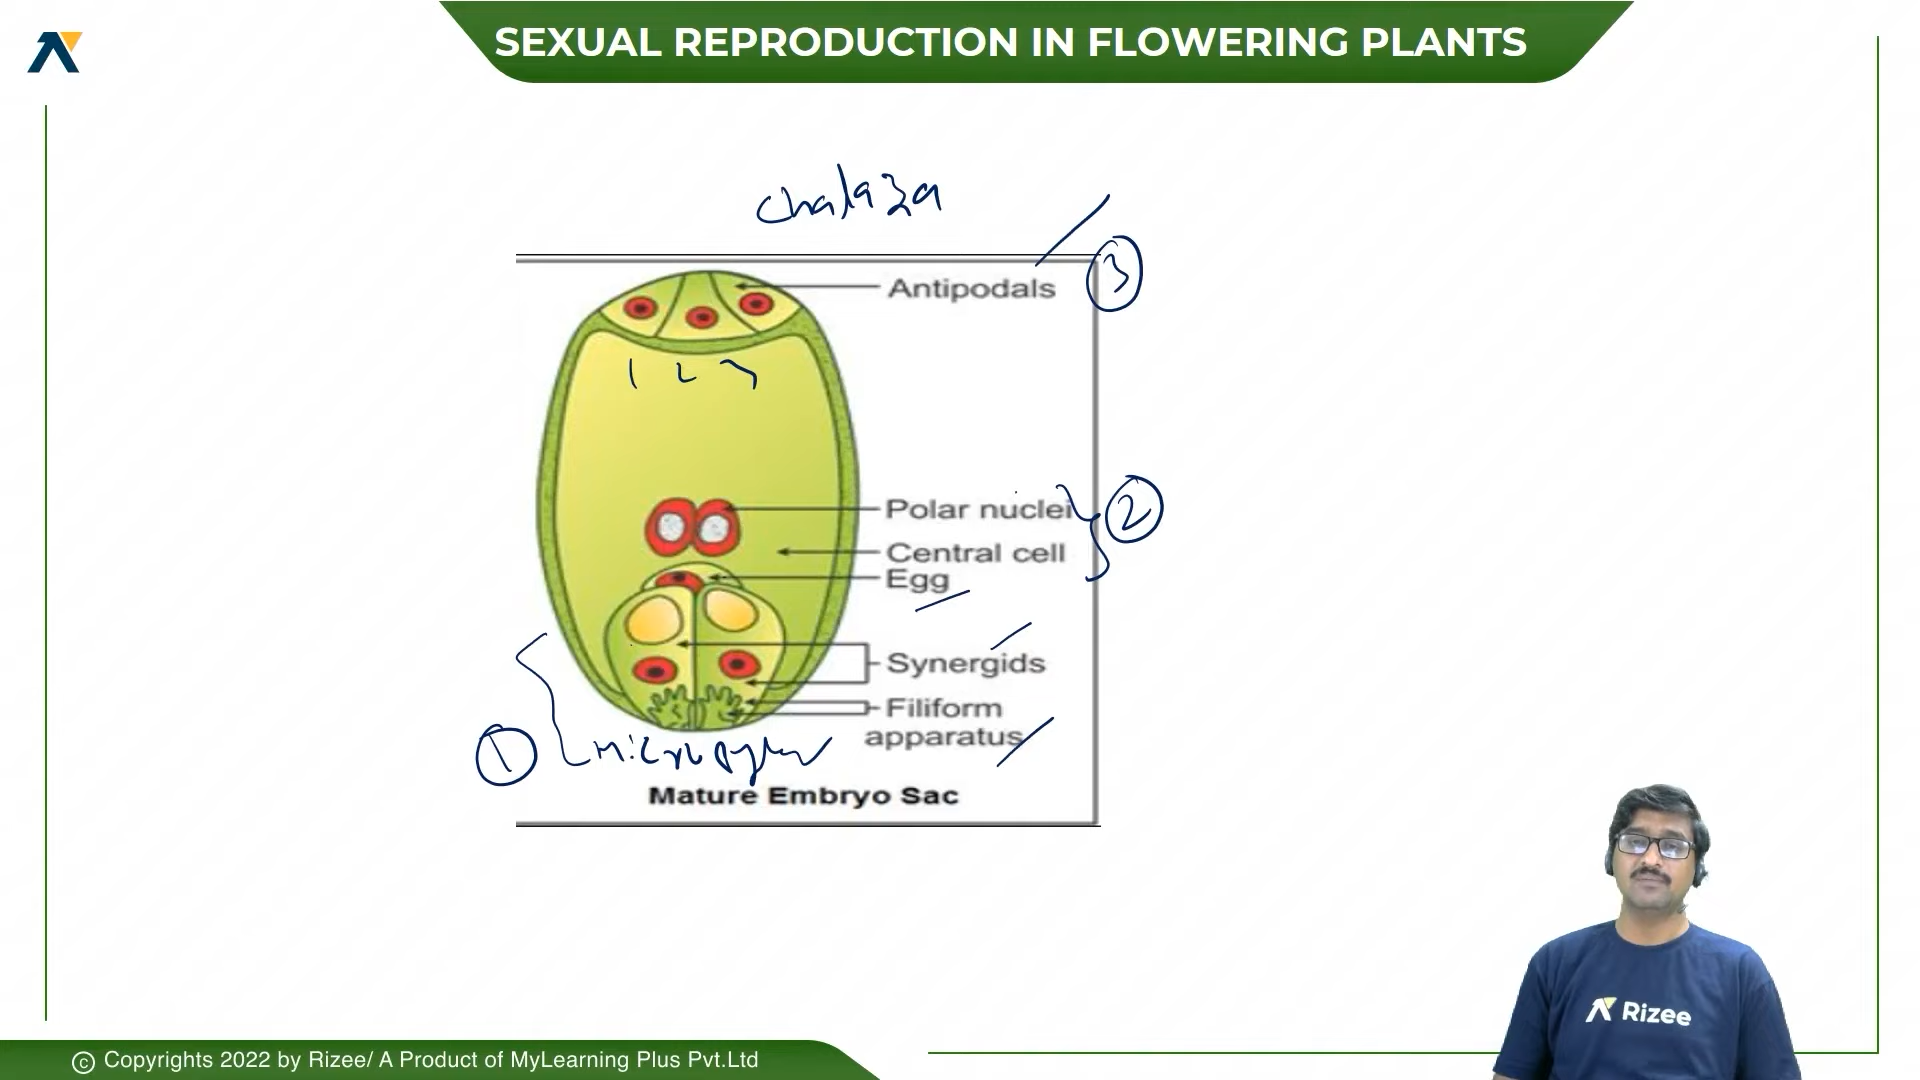 SEXUAL REPRODUCTION IN FLOWERING PLANTS
chalaza
Antipodals
3
1 2 3
Polar nuclei
2
Central cell
Egg
Synergids
Filiform
apparatus
1
Mature Embryo Sac
Rizee
© Copyrights 2022 by Rizee/ A Product of MyLearning Plus Pvt.Ltd